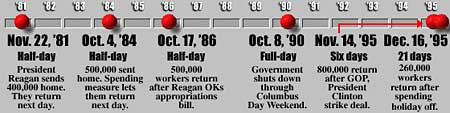 '81 '82 '83 '84 '85 '86 '87 '88 '89 '90 '91 '92 '93 '94 '95
Nov. 22, '81
Half-day
President
Reagan sends
400,000 home.
They return
next day.
Oct. 4, '84
Half-day
500,000 sent
home. Spending
measure lets
them return
next day.
Oct. 17, '86
Half-day
500,000
workers return
after Reagan OKs
appropriations
bill.
Oct. 8, '90
Full-day
Government
shuts down
through
Columbus
Day Weekend.
Nov. 14, '95
Six days
800,000 return
after GOP,
President
Clinton
strike deal.
Dec. 16, '95
21 days
260,000
workers
return after
spending
holiday off.